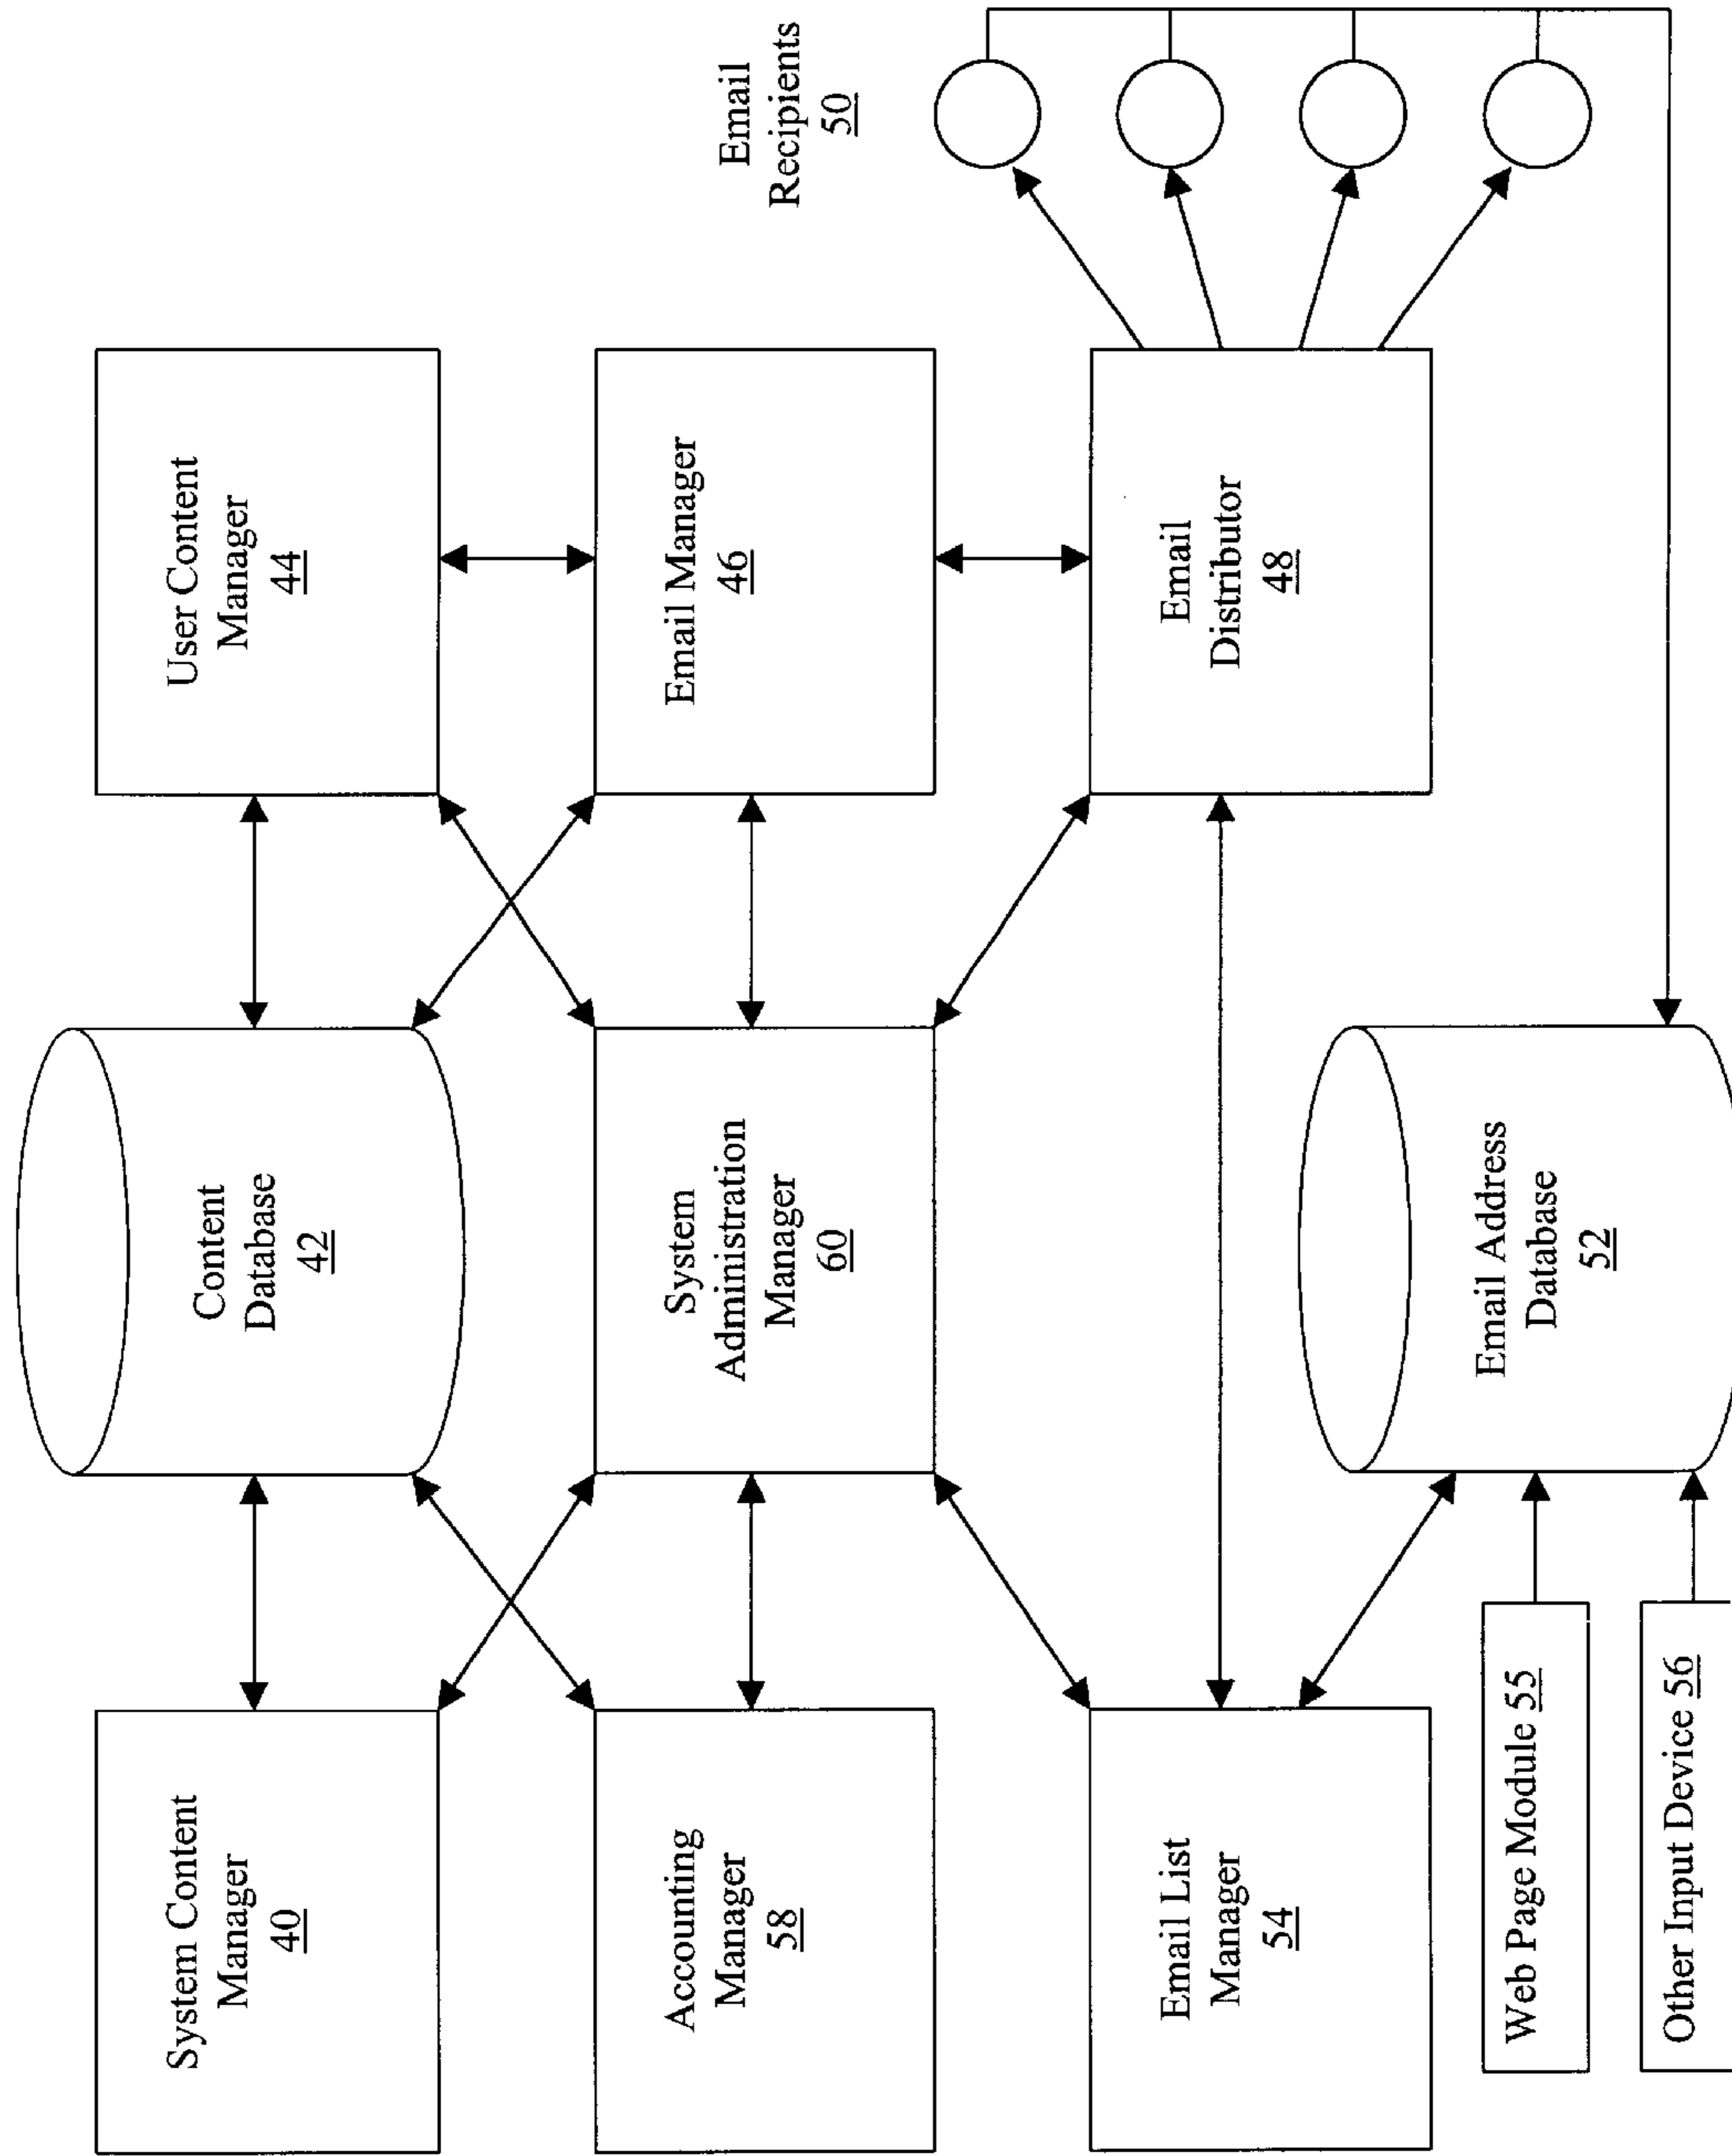 System Content
Manager
40
Content
Database
42
User Content
Manager
44
Accounting
Manager
58
System
Administration
Manager
60
Email Manager
46
Email
Recipients
50
Email List
Manager
54
Email
Distributor
48
Email Address
Database
52
Web Page Module 55
Other Input Device 56